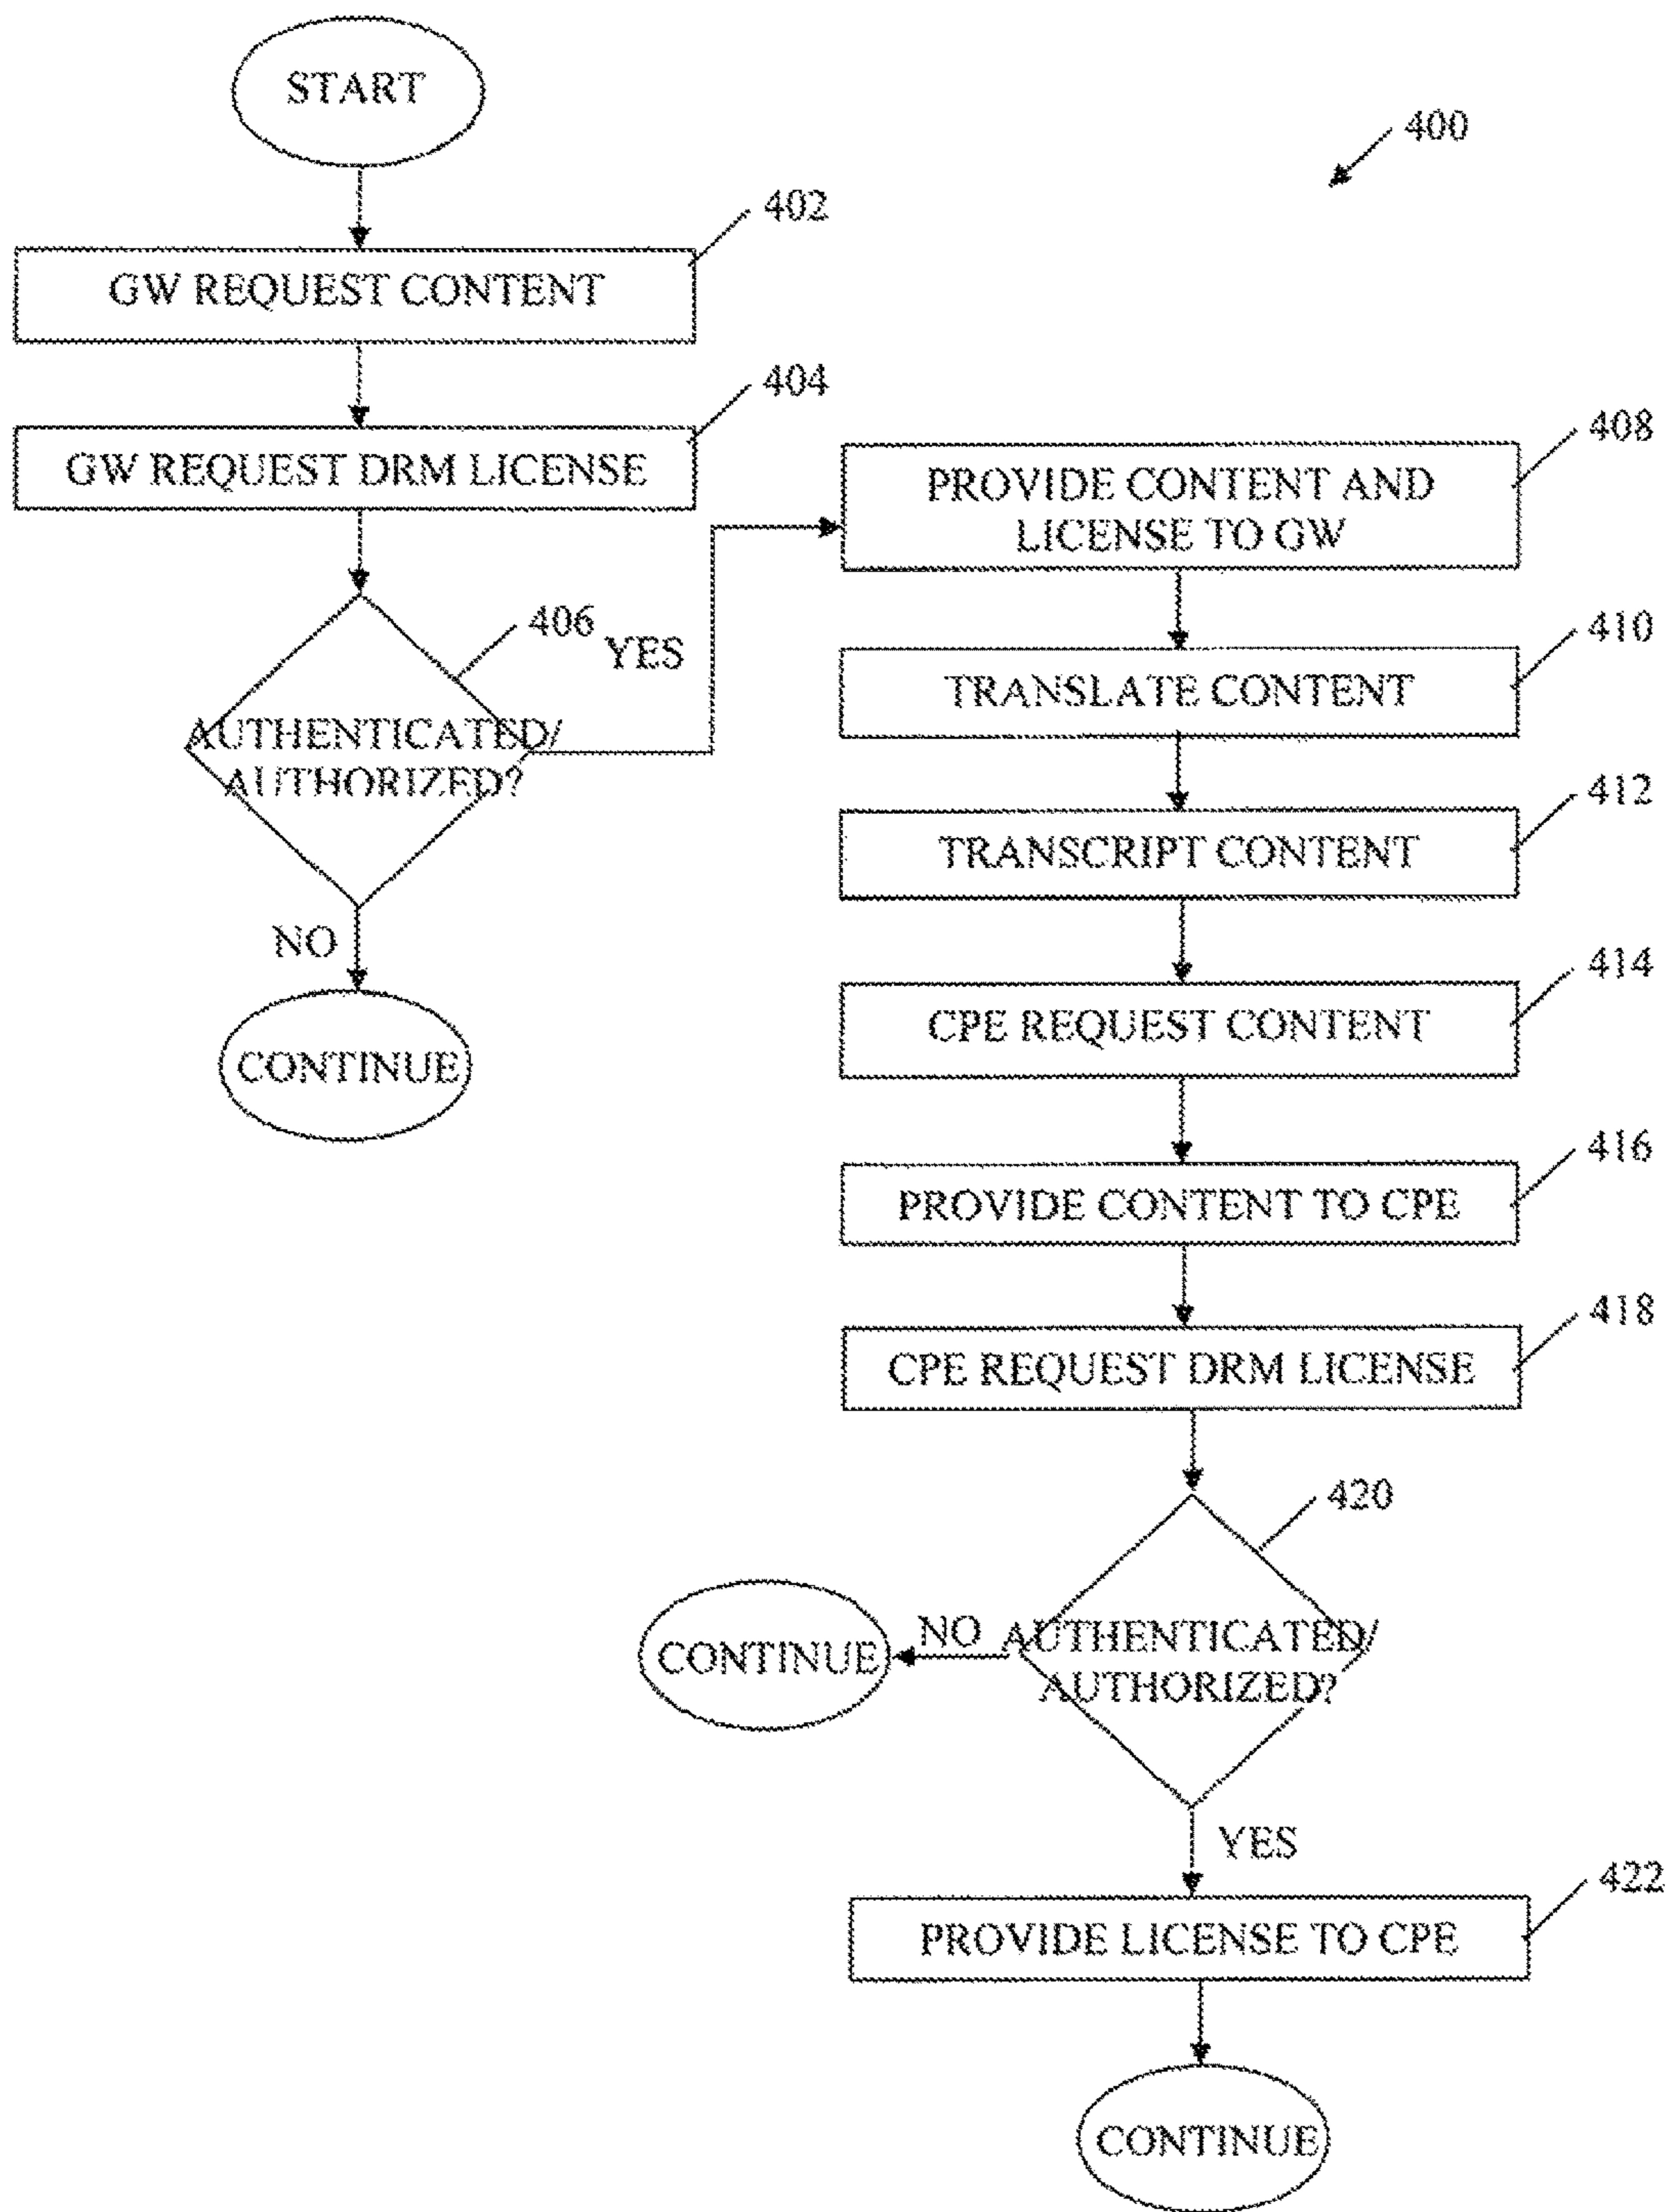 START
400
402
GW REQUEST CONTENT
404
GW REQUEST DRM LICENSE
408
PROVIDE CONTENT AND
LICENSE TO GW
406
YES
AUTHENTICATED/
AUTHORIZED?
NO
CONTINUE
410
TRANSLATE CONTENT
412
TRANSCRIPT CONTENT
414
CPE REQUEST CONTENT
416
PROVIDE CONTENT TO CPE
418
CPE REQUEST DRM LICENSE
420
AUTHENTICATED/
AUTHORIZED?
NO
CONTINUE
YES
422
PROVIDE LICENSE TO CPE
CONTINUE